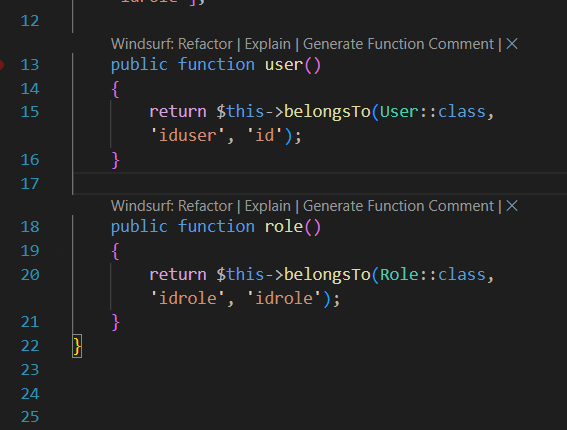 'idrole'];
12
Windsurf: Refactor | Explain | Generate Function Comment | ×
13 public function user()
14 {
15 return $this->belongsTo(User::class,
'iduser', 'id');
16 }
17
Windsurf: Refactor | Explain | Generate Function Comment | ×
18 public function role()
19 {
20 return $this->belongsTo(Role::class,
'idrole', 'idrole');
21 }
22 }
23
24
25